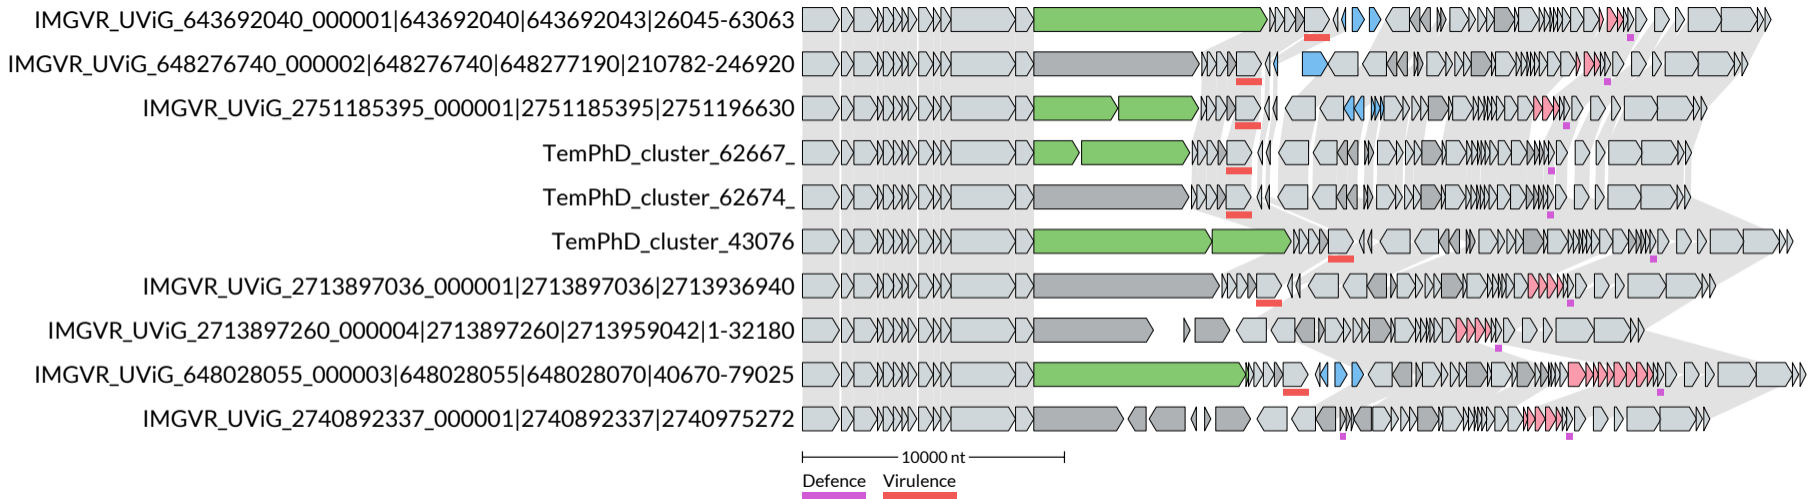 IMGVR_UViG_643692040_000001|643692040|643692043|26045-63063
IMGVR_UViG_648276740_000002|648276740|648277190|210782-246920
IMGVR_UViG_2751185395_000001|2751185395|2751196630
TemPhD_cluster_62667_
TemPhD_cluster_62674_
TemPhD_cluster_43076
IMGVR_UViG_2713897036_000001|2713897036|2713936940
IMGVR_UViG_2713897260_000004|2713897260|2713959042|1-32180
IMGVR_UViG_648028055_000003|648028055|648028070|40670-79025
IMGVR_UViG_2740892337_000001|2740892337|2740975272
10000 nt
Defence Virulence